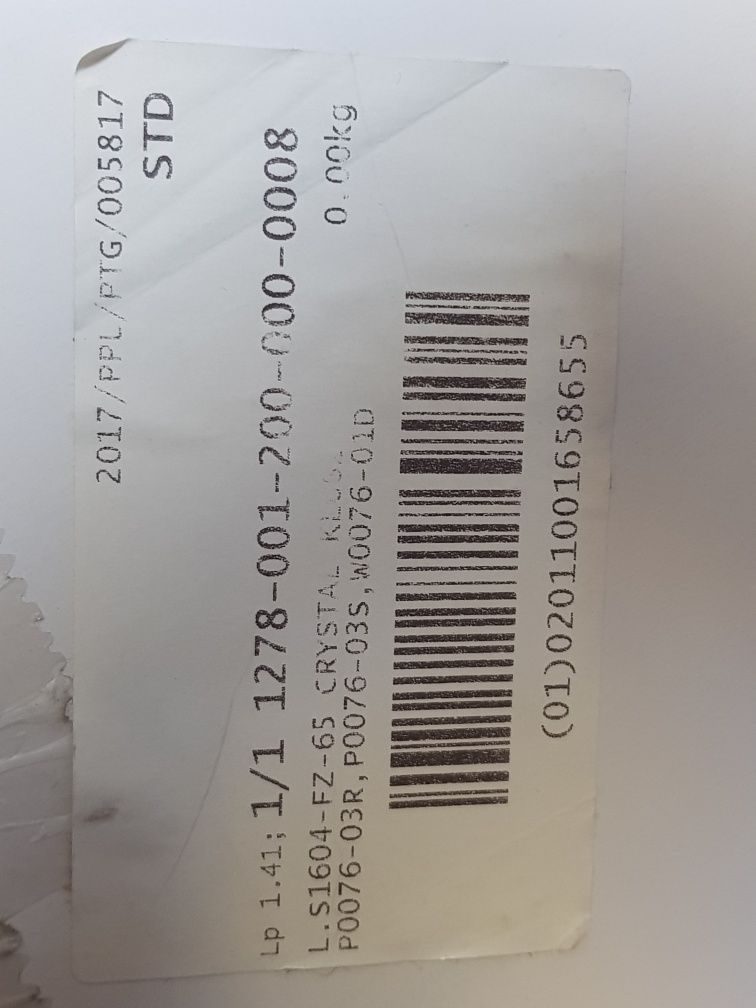 2017/PPL/PTG/005817
STD
Lp 1.41; 1/1 1278-001-200-000-0008
L.S1604-FZ-65 CRYSTAL
0.00kg
P0076-03R,P0076-03S,W0076-01D
(01)02011001658655